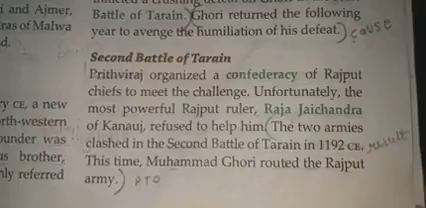 i and Ajmer,
ras of Malwa
d.
ry CE, a new
rth-western
ounder was
us brother,
nly referred
Battle of Tarain. Ghori returned the following
year to avenge the humiliation of his defeat. cause
Second Battle of Tarain
Prithviraj organized a confederacy of Rajput
chiefs to meet the challenge. Unfortunately, the
most powerful Rajput ruler, Raja Jaichandra
of Kanauj, refused to help him. The two armies
clashed in the Second Battle of Tarain in 1192 CE. result
This time, Muhammad Ghori routed the Rajput
army.) pro